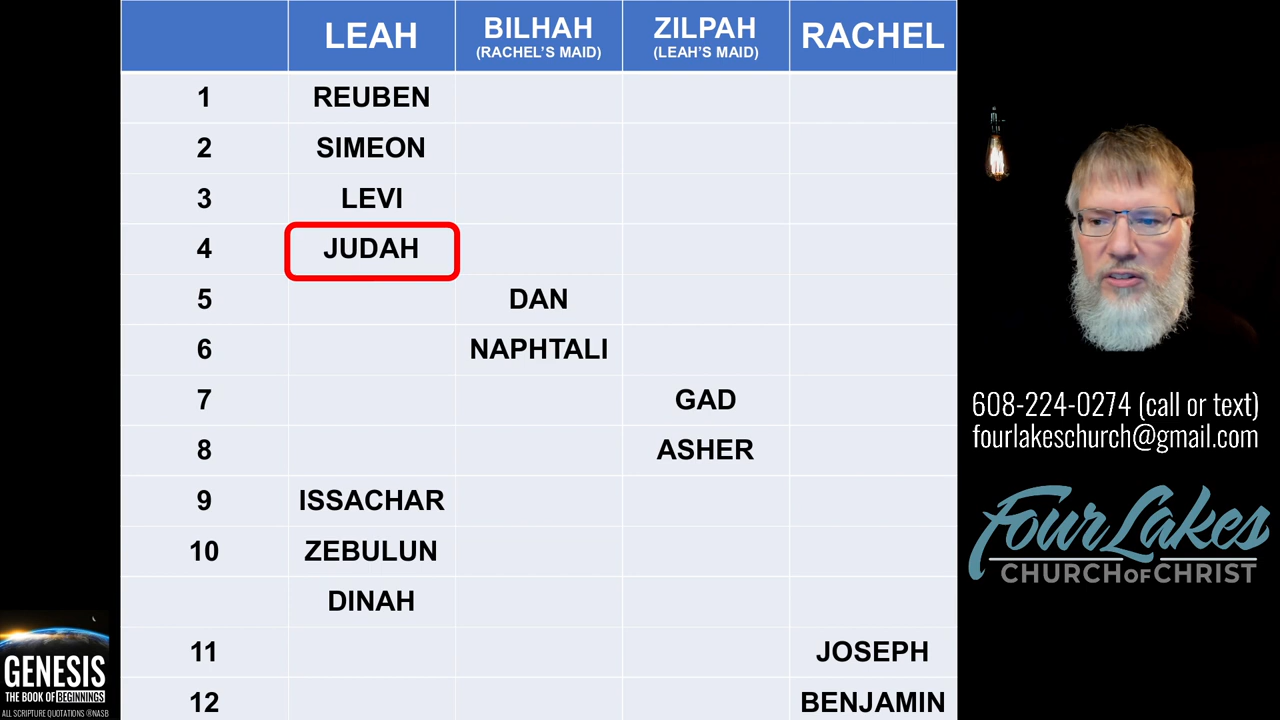 LEAH BILHAH ZILPAH RACHEL
(RACHEL'S MAID) (LEAH'S MAID)
1 REUBEN
2 SIMEON
3 LEVI
4 JUDAH
5 DAN
6 NAPHTALI
7 GAD
8 ASHER
9 ISSACHAR
10 ZEBULUN
DINAH
11 JOSEPH
12 BENJAMIN
608-224-0274 (call or text)
fourlakeschurch@gmail.com
Four Lakes
CHURCH OF CHRIST
GENESIS
THE BOOK OF BEGINNINGS
ALL SCRIPTURE QUOTATIONS ®NASB